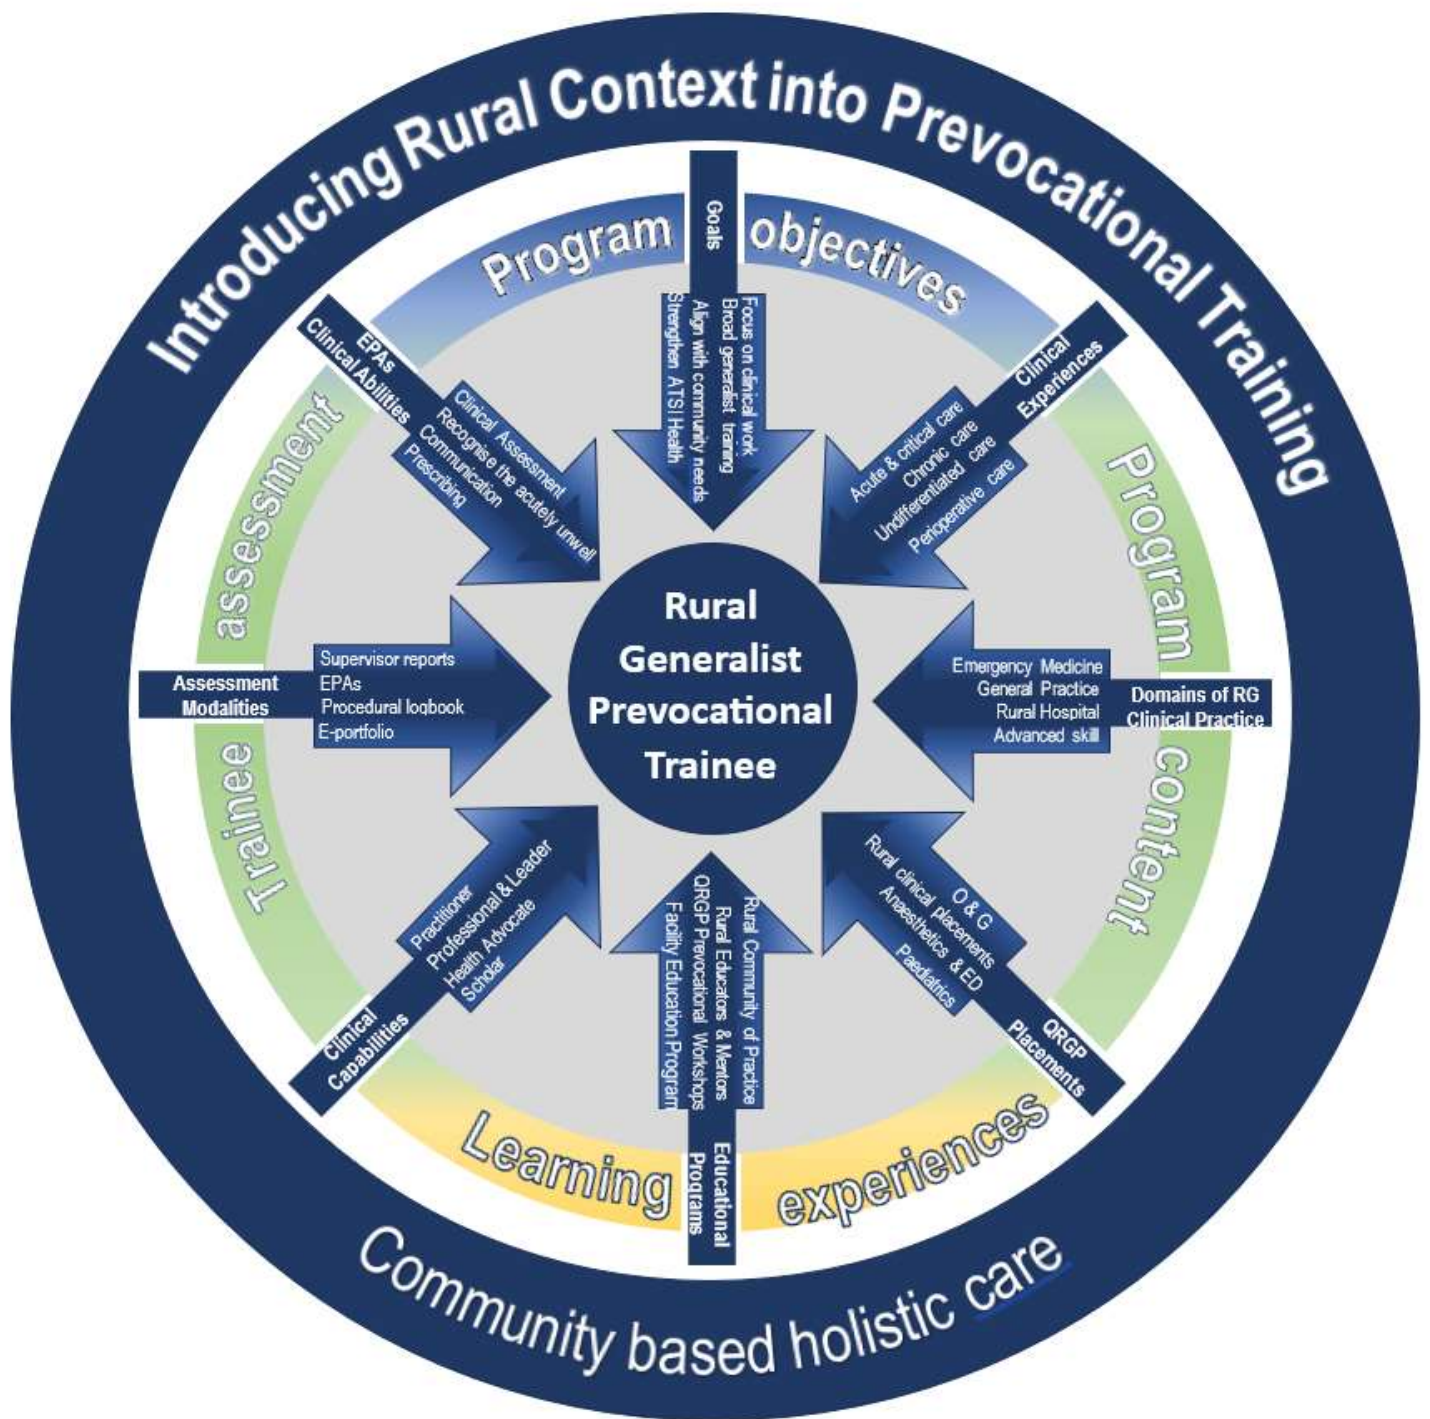 Introducing Rural Context into Prevocational Training
Program objectives
Goals
Focus on clinical work
Broad generalist training
Align with community needs
Strengthen ATSI Health
Clinical
Experiences
Acute & critical care
Chronic care
Undifferentiated care
Perioperative care
Program content
Domains of RG
Clinical Practice
Emergency Medicine
General Practice
Rural Hospital
Advanced skill
QRGP
Placements
O & G
Rural clinical placements
Anaesthetics & ED
Paediatrics
Learning experiences
Educational
Programs
Rural Community of Practice
Rural Educators & Mentors
QRGP Prevocational Workshops
Facility Education Program
Clinical
Capabilities
Practitioner
Professional & Leader
Health Advocate
Scholar
Trainee assessment
Assessment
Modalities
Supervisor reports
EPAs
Procedural logbook
E-portfolio
EPAs
Clinical Abilities
Clinical Assessment
Recognise the acutely unwell
Communication
Prescribing
Rural
Generalist
Prevocational
Trainee
Community based holistic care